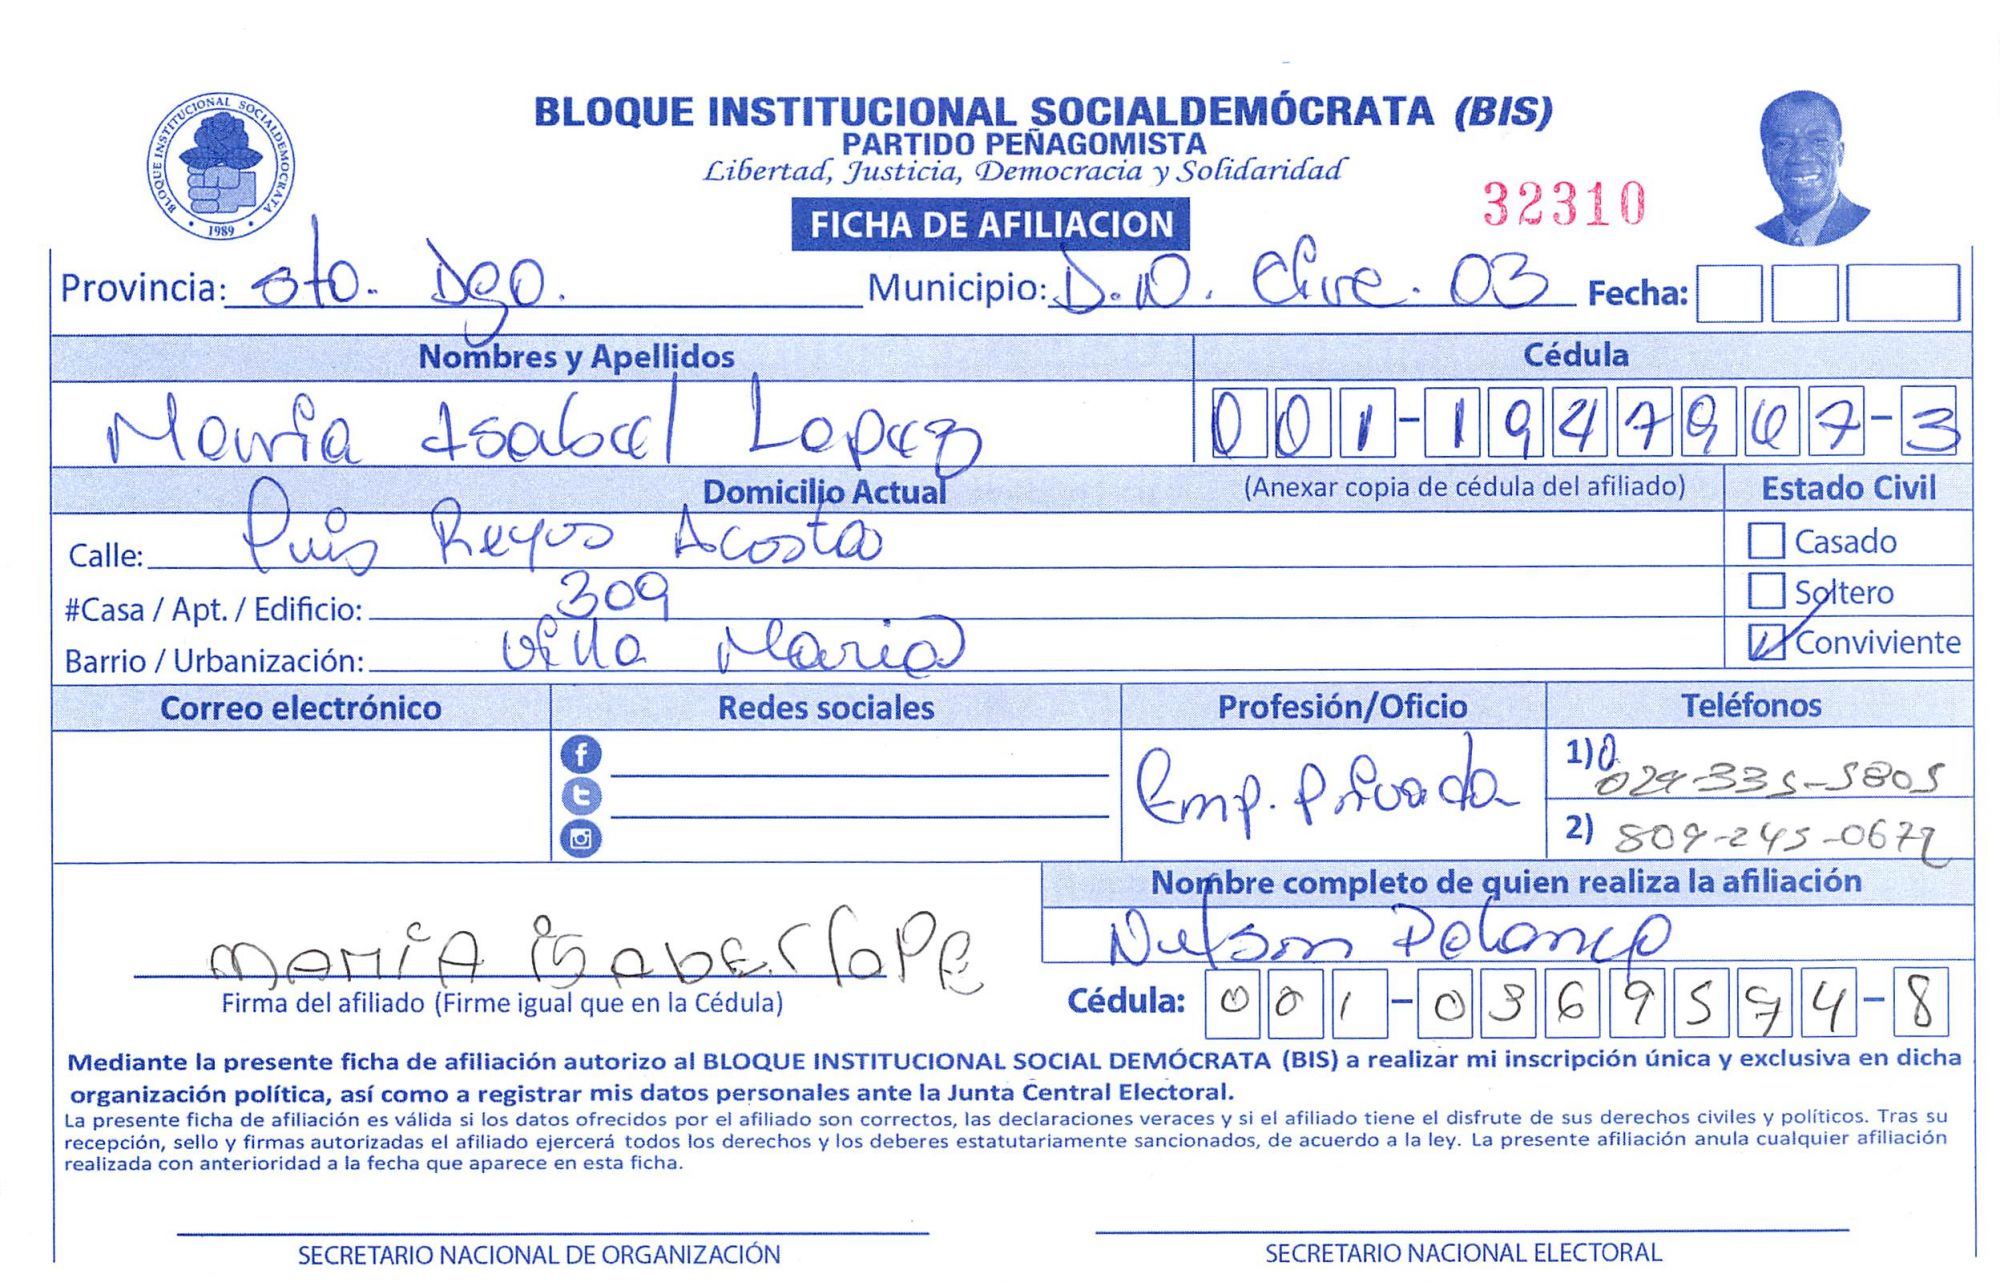 BLOQUE INSTITUCIONAL SOCIALDEMOCRATA
1989
BLOQUE INSTITUCIONAL SOCIALDEMÓCRATA (BIS)
PARTIDO PEÑAGOMISTA
Libertad, Justicia, Democracia y Solidaridad
32310
FICHA DE AFILIACION
Provincia: Sto. Dgo. Municipio: D.N. Circ. 03 Fecha:
Nombres y Apellidos Cédula
Maria Isabel Lopez 001-1947967-3
Domicilio Actual (Anexar copia de cédula del afiliado) Estado Civil
Calle: Luis Reyes Acosta Casado
#Casa / Apt. / Edificio: 309 Soltero
Barrio / Urbanización: Villa Maria Conviviente
Correo electrónico Redes sociales Profesión/Oficio Teléfonos
Emp. Privada 1) 829-335-5805
2) 809-245-0672
Nombre completo de quien realiza la afiliación
Nelson Polanco
MARIA ISABEL LOPE
Firma del afiliado (Firme igual que en la Cédula) Cédula: 001-0369594-8
Mediante la presente ficha de afiliación autorizo al BLOQUE INSTITUCIONAL SOCIAL DEMÓCRATA (BIS) a realizar mi inscripción única y exclusiva en dicha
organización política, así como a registrar mis datos personales ante la Junta Central Electoral.
La presente ficha de afiliación es válida si los datos ofrecidos por el afiliado son correctos, las declaraciones veraces y si el afiliado tiene el disfrute de sus derechos civiles y políticos. Tras su
recepción, sello y firmas autorizadas el afiliado ejercerá todos los derechos y los deberes estatutariamente sancionados, de acuerdo a la ley. La presente afiliación anula cualquier afiliación
realizada con anterioridad a la fecha que aparece en esta ficha.
SECRETARIO NACIONAL DE ORGANIZACIÓN SECRETARIO NACIONAL ELECTORAL